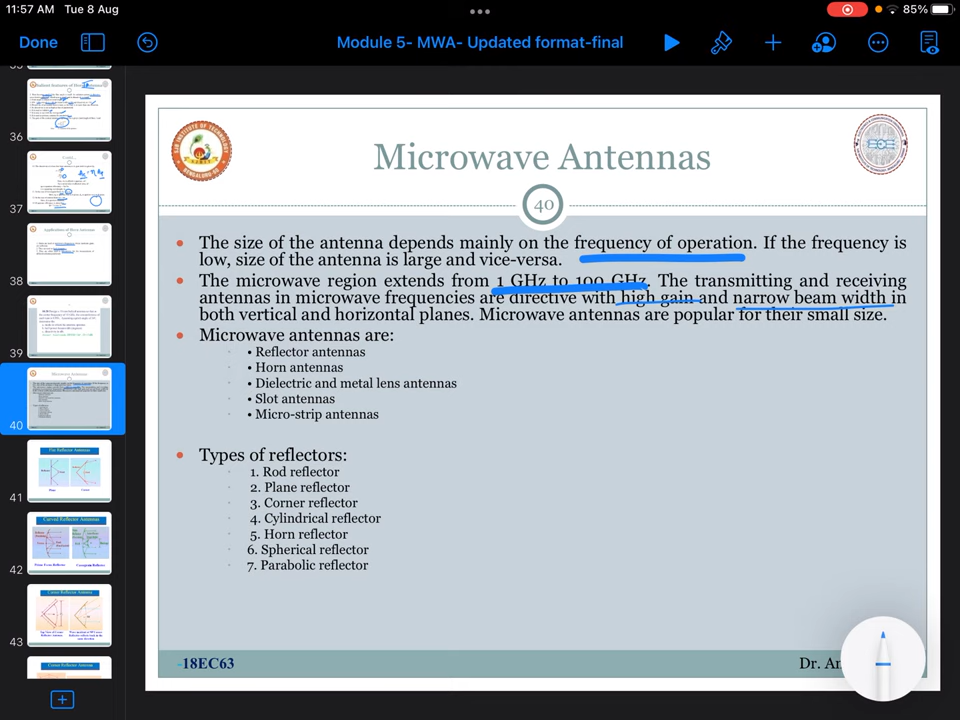 11:57 AM Tue 8 Aug
85%
Done
Module 5- MWA- Updated format-final
36
37
38
39
40
41
42
43
Microwave Antennas
40
• The size of the antenna depends mainly on the frequency of operation. If the frequency is
low, size of the antenna is large and vice-versa.
• The microwave region extends from 1 GHz to 100 GHz. The transmitting and receiving
antennas in microwave frequencies are directive with high gain and narrow beam width in
both vertical and horizontal planes. Microwave antennas are popular for their small size.
• Microwave antennas are:
• Reflector antennas
• Horn antennas
• Dielectric and metal lens antennas
• Slot antennas
• Micro-strip antennas
• Types of reflectors:
1. Rod reflector
2. Plane reflector
3. Corner reflector
4. Cylindrical reflector
5. Horn reflector
6. Spherical reflector
7. Parabolic reflector
-18EC63
Dr.